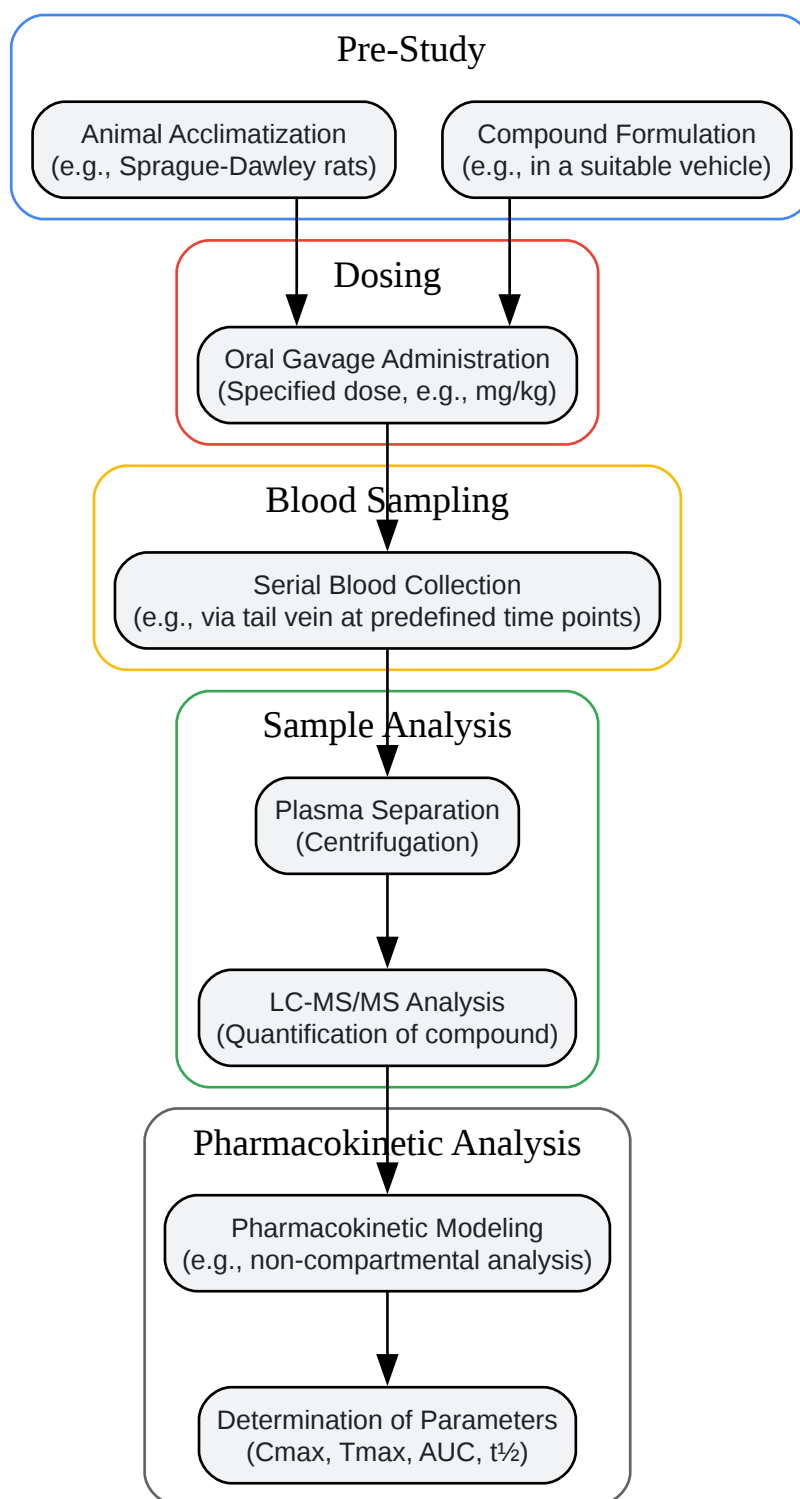 Pre-Study
Animal Acclimatization
(e.g., Sprague-Dawley rats)
Compound Formulation
(e.g., in a suitable vehicle)
Dosing
Oral Gavage Administration
(Specified dose, e.g., mg/kg)
Blood Sampling
Serial Blood Collection
(e.g., via tail vein at predefined time points)
Sample Analysis
Plasma Separation
(Centrifugation)
LC-MS/MS Analysis
(Quantification of compound)
Pharmacokinetic Analysis
Pharmacokinetic Modeling
(e.g., non-compartmental analysis)
Determination of Parameters
(Cmax, Tmax, AUC, t½)